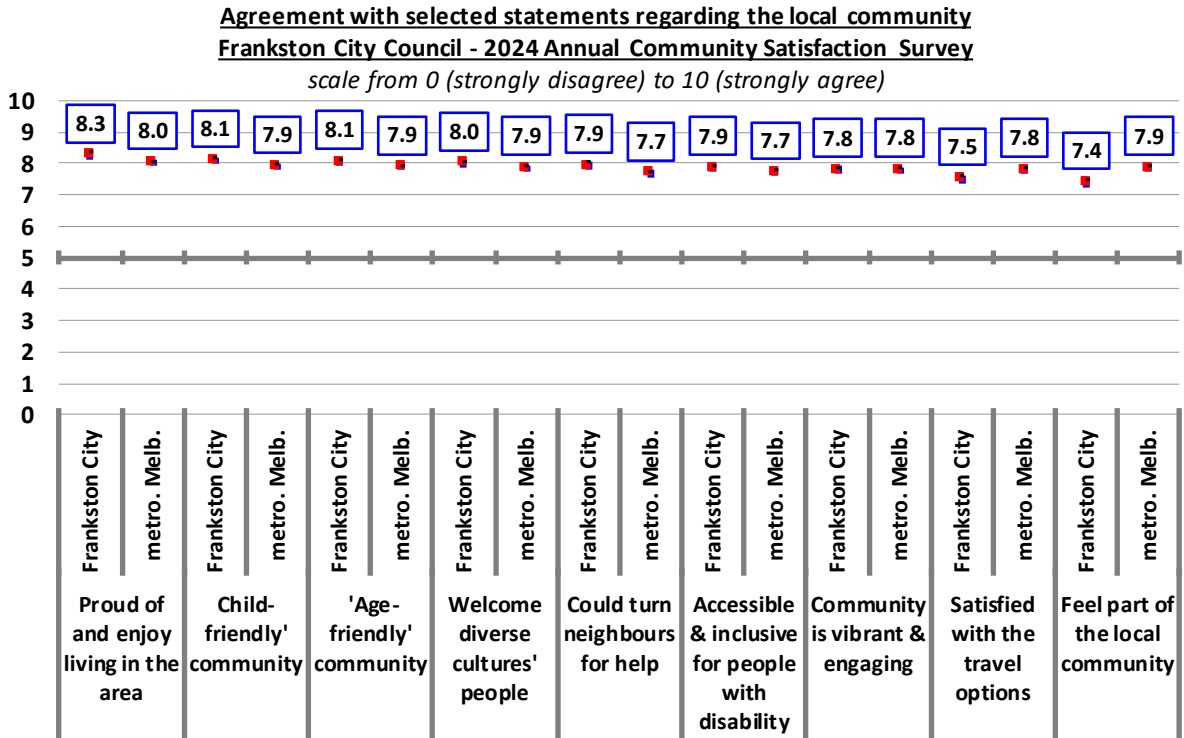 Agreement with selected statements regarding the local community
Frankston City Council - 2024 Annual Community Satisfaction Survey
scale from 0 (strongly disagree) to 10 (strongly agree)
10
9
8
7
6
5
4
3
2
1
0
8.3
8.0
8.1
7.9
8.1
7.9
8.0
7.9
7.9
7.7
7.9
7.7
7.8
7.8
7.5
7.8
7.4
7.9
Frankston City
metro. Melb.
Frankston City
metro. Melb.
Frankston City
metro. Melb.
Frankston City
metro. Melb.
Frankston City
metro. Melb.
Frankston City
metro. Melb.
Frankston City
metro. Melb.
Frankston City
metro. Melb.
Frankston City
metro. Melb.
Proud of
and enjoy
living in the
area
Child-
friendly'
community
'Age-
friendly'
community
Welcome
diverse
cultures'
people
Could turn
neighbours
for help
Accessible
& inclusive
for people
with
disability
Community
is vibrant &
engaging
Satisfied
with the
travel
options
Feel part of
the local
community